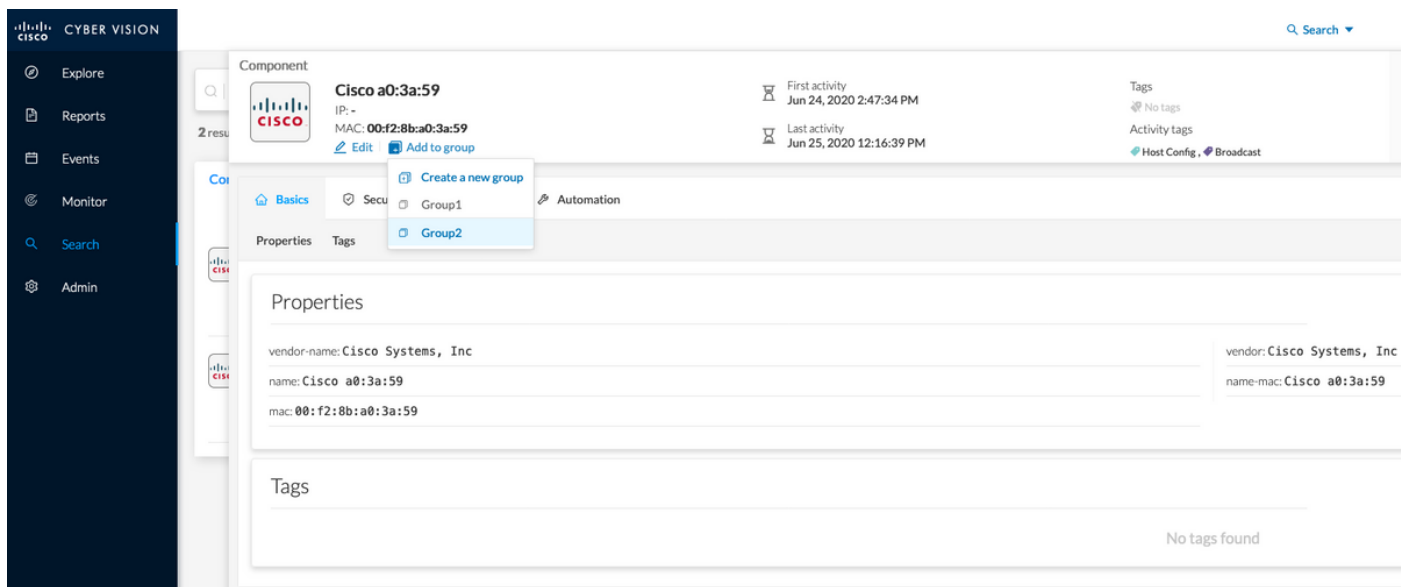 cisco CYBER VISION
Search
Explore
Reports
Events
Monitor
Search
Admin
2 resu
Component
CISCO
Cisco a0:3a:59
IP: -
MAC: 00:f2:8b:a0:3a:59
Edit Add to group
First activity
Jun 24, 2020 2:47:34 PM
Last activity
Jun 25, 2020 12:16:39 PM
Tags
No tags
Activity tags
Host Config , Broadcast
Create a new group
Group1
Group2
Basics Secu Automation
Properties Tags
Properties
vendor-name: Cisco Systems, Inc vendor: Cisco Systems, Inc
name: Cisco a0:3a:59 name-mac: Cisco a0:3a:59
mac: 00:f2:8b:a0:3a:59
Tags
No tags found